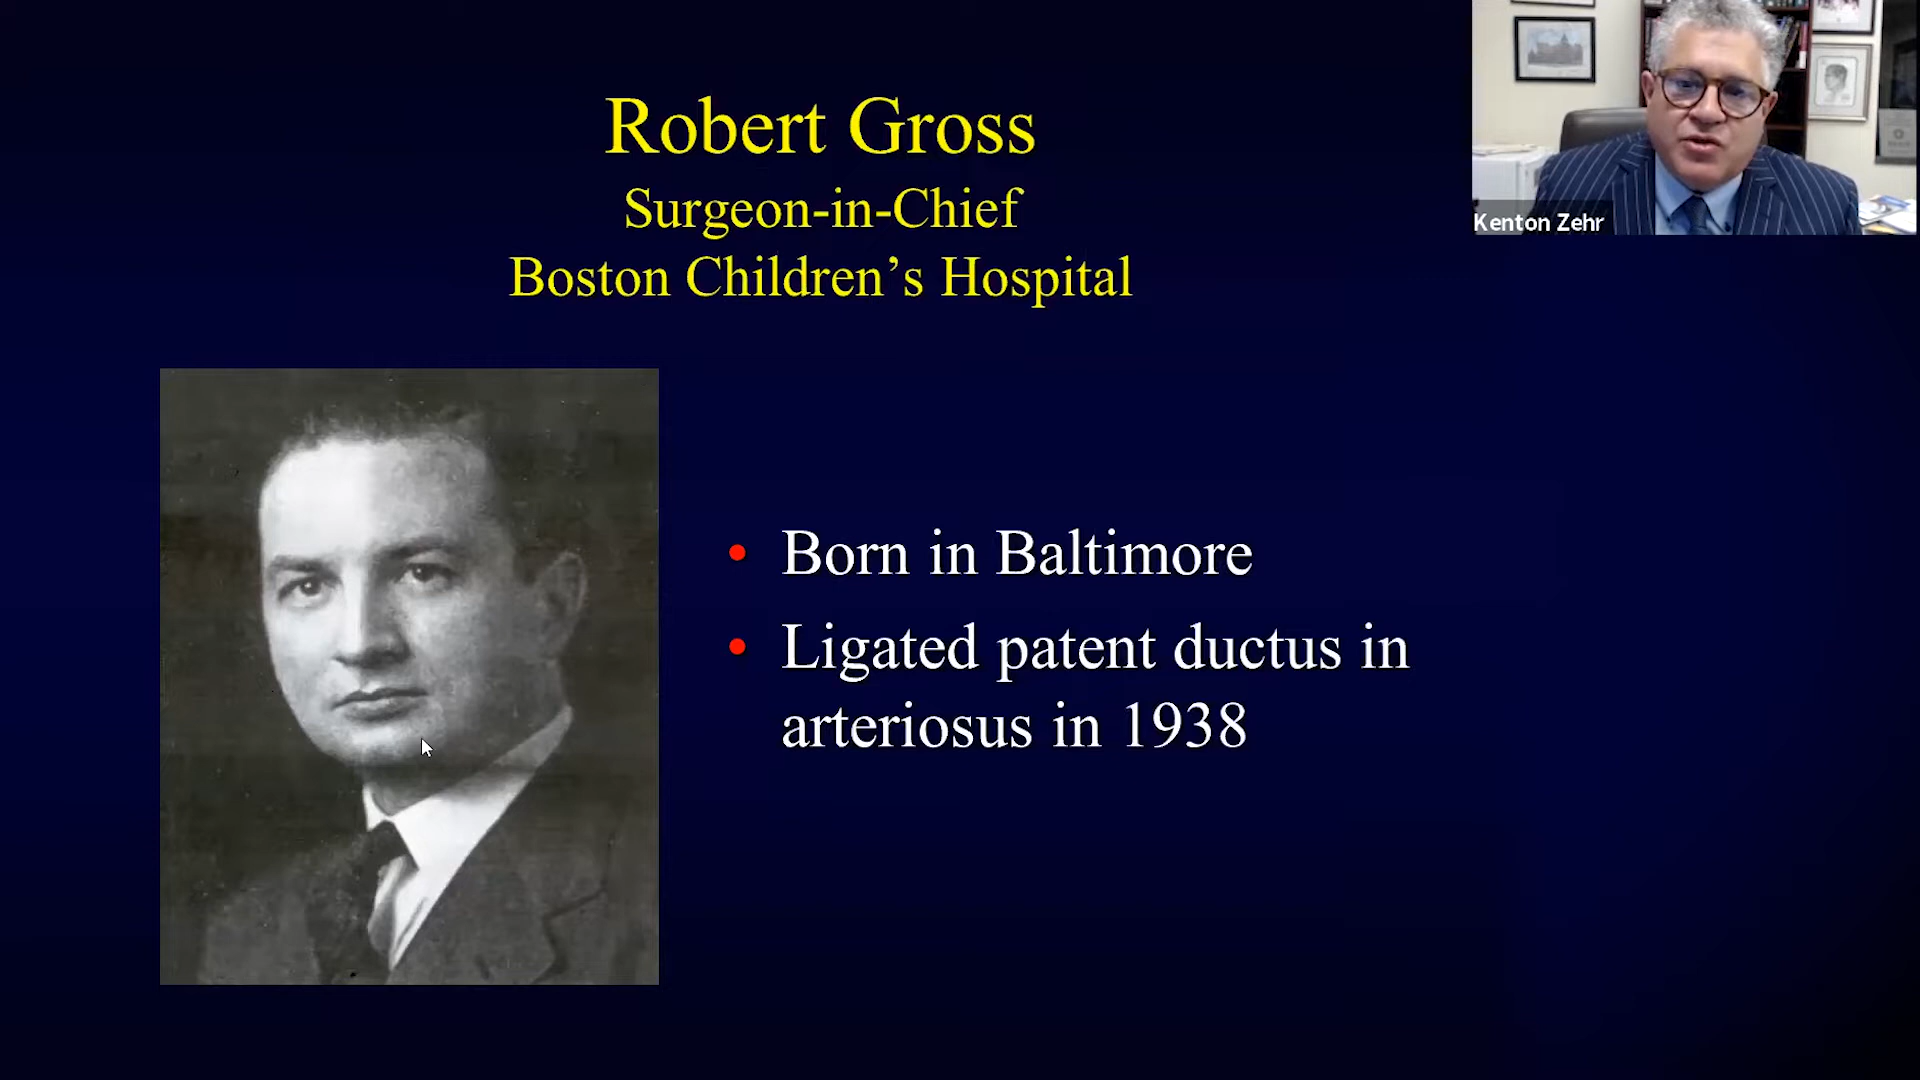 Robert Gross
Surgeon-in-Chief
Boston Children’s Hospital
Kenton Zehr
• Born in Baltimore
• Ligated patent ductus in
arteriosus in 1938